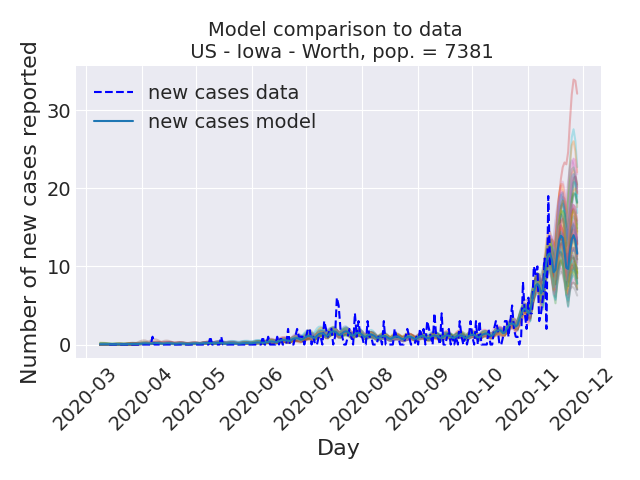 Model comparison to data
US - Iowa - Worth, pop. = 7381
new cases data
new cases model
Number of new cases reported
30
20
10
0
2020-03
2020-04
2020-05
2020-06
2020-07
2020-08
2020-09
2020-10
2020-11
2020-12
Day